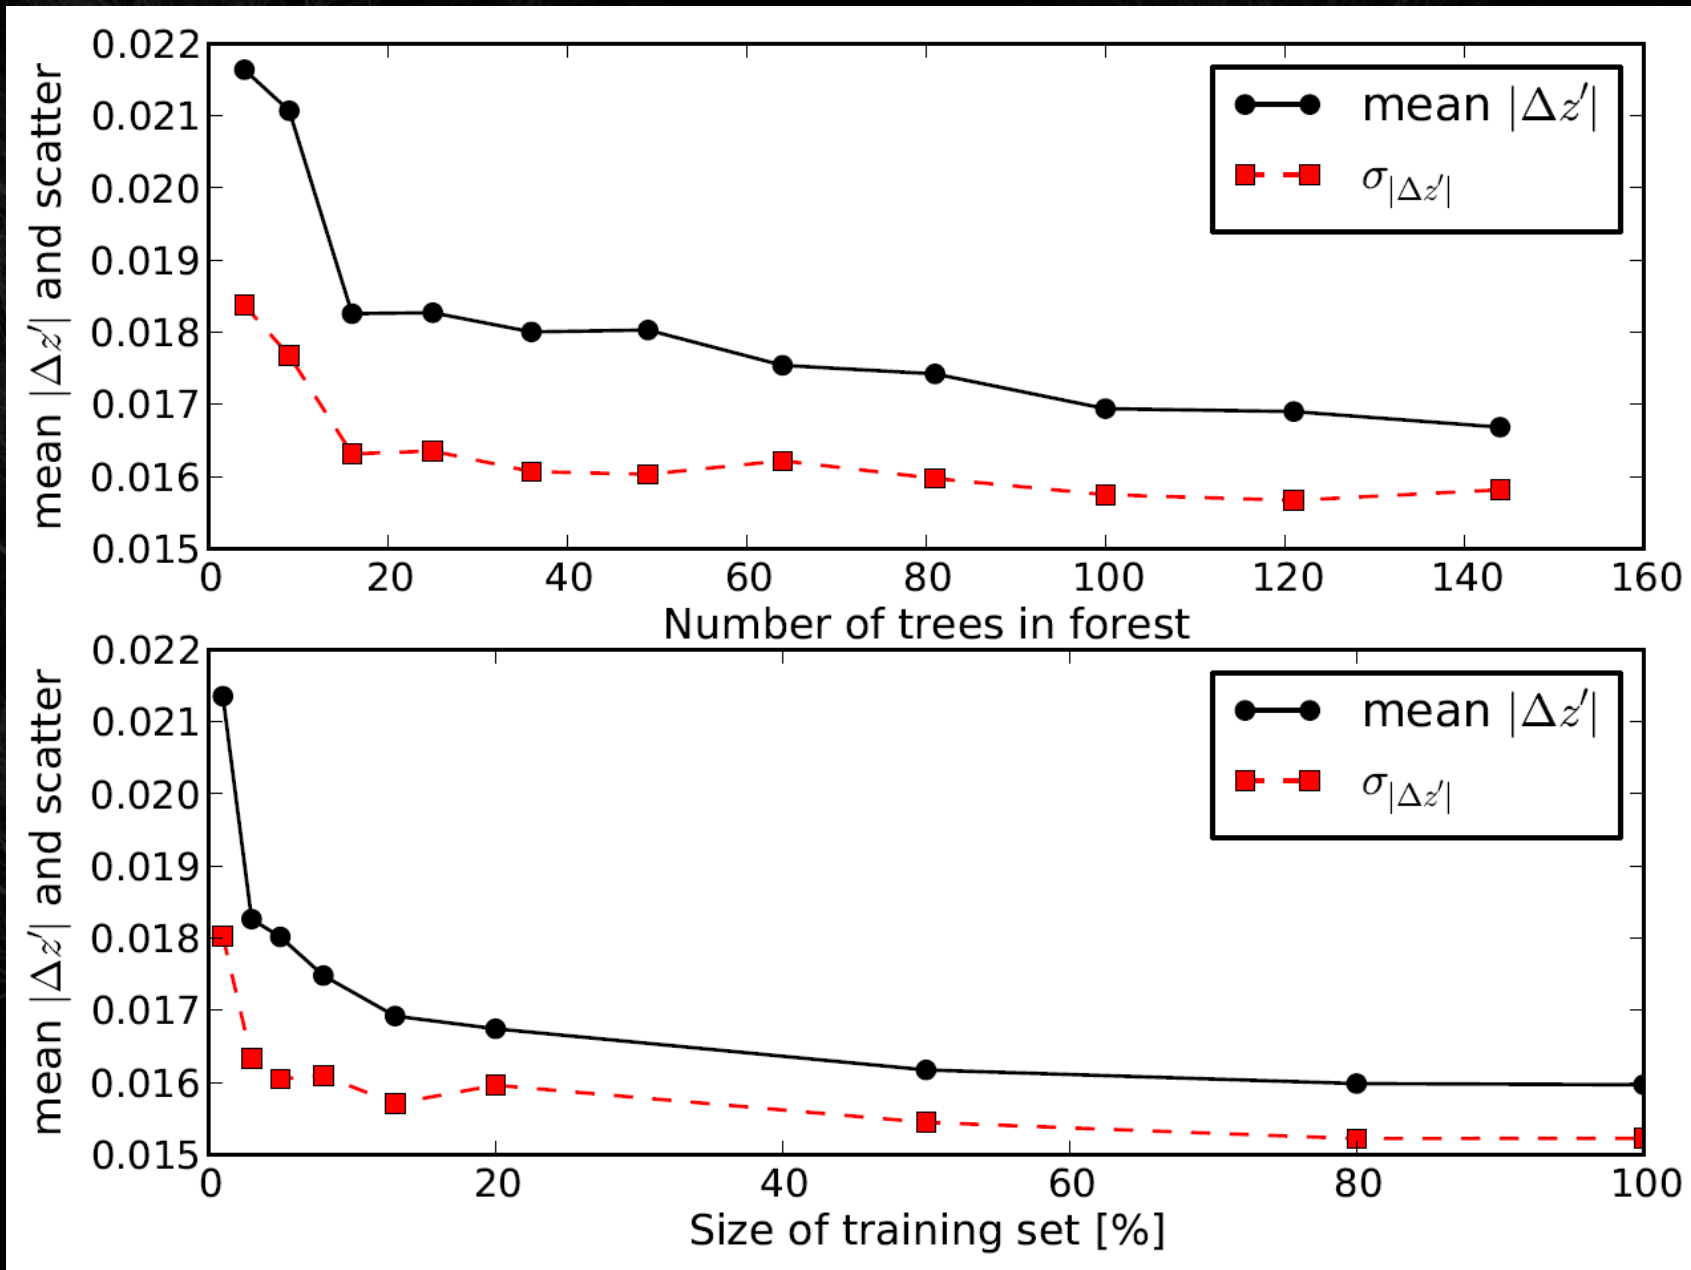 mean |Δz′| and scatter
0.022
0.021
0.020
0.019
0.018
0.017
0.016
0.015
mean |Δz′|
σ|Δz′|
0 20 40 60 80 100 120 140 160
Number of trees in forest
mean |Δz′| and scatter
0.022
0.021
0.020
0.019
0.018
0.017
0.016
0.015
mean |Δz′|
σ|Δz′|
0 20 40 60 80 100
Size of training set [%]